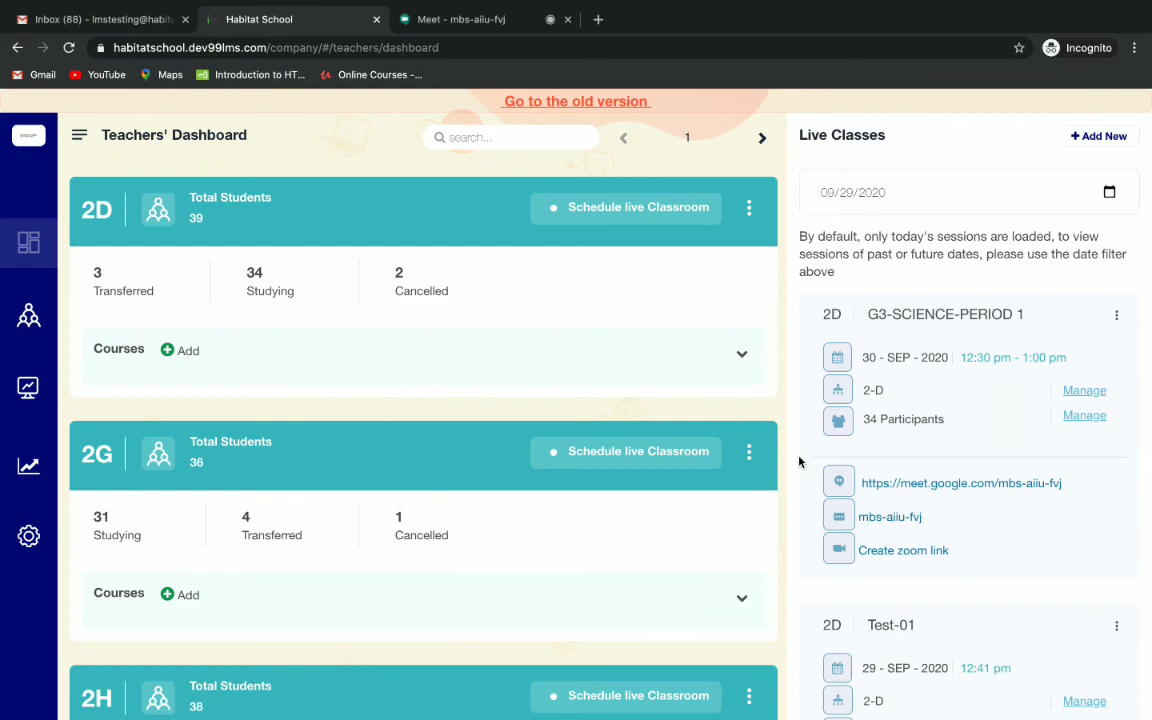 Inbox (88) - lmstesting@habit
Habitat School
Meet - mbs-aiiu-fvj
habitatschool.dev99lms.com/company/#/teachers/dashboard
Incognito
Gmail
YouTube
Maps
Introduction to HT...
Online Courses -...
Go to the old version
Teachers' Dashboard
search...
1
Live Classes
+ Add New
09/29/2020
By default, only today's sessions are loaded, to view
sessions of past or future dates, please use the date filter
above
2D
Total Students
39
Schedule live Classroom
3
Transferred
34
Studying
2
Cancelled
Courses
Add
2G
Total Students
36
Schedule live Classroom
31
Studying
4
Transferred
1
Cancelled
Courses
Add
2H
Total Students
38
Schedule live Classroom
2D
G3-SCIENCE-PERIOD 1
30 - SEP - 2020
12:30 pm - 1:00 pm
2-D
Manage
34 Participants
Manage
https://meet.google.com/mbs-aiiu-fvj
mbs-aiiu-fvj
Create zoom link
2D
Test-01
29 - SEP - 2020
12:41 pm
2-D
Manage